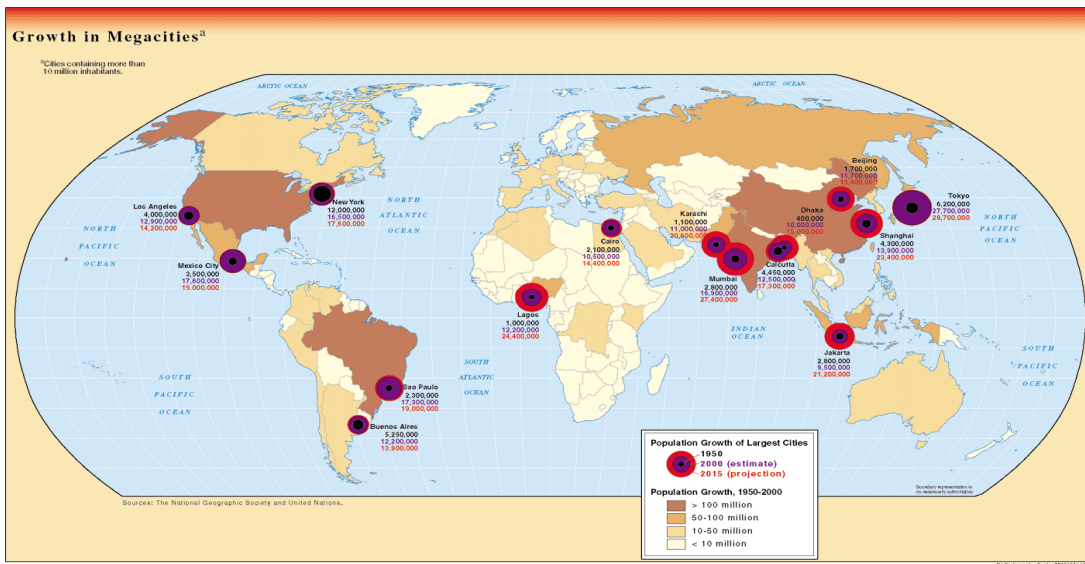 Growth in Megacitiesa
aCities containing more than
10 million inhabitants.
ARCTIC OCEAN
ARCTIC OCEAN
Los Angeles
4,000,000
12,900,000
14,200,000
New York
12,000,000
16,500,000
17,600,000
NORTH
ATLANTIC
OCEAN
NORTH
PACIFIC
OCEAN
Mexico City
3,500,000
17,600,000
19,000,000
Cairo
2,100,000
10,500,000
14,400,000
Karachi
1,100,000
11,000,000
20,600,000
Beijing
1,700,000
11,700,000
15,400,000
Dhaka
400,000
10,000,000
19,000,000
Tokyo
6,200,000
27,700,000
28,700,000
NORTH
PACIFIC
OCEAN
Shanghai
4,300,000
13,900,000
23,400,000
Calcutta
4,450,000
12,500,000
17,300,000
Mumbai
2,800,000
16,900,000
27,400,000
Lagos
1,000,000
12,200,000
24,400,000
INDIAN
OCEAN
Jakarta
2,800,000
9,500,000
21,200,000
SOUTH
PACIFIC
OCEAN
SOUTH
ATLANTIC
OCEAN
SOUTH
PACIFIC
OCEAN
Sao Paulo
2,300,000
17,300,000
19,000,000
Buenos Aires
5,250,000
12,200,000
13,900,000
Population Growth of Largest Cities
1950
2000 (estimate)
2015 (projection)
Population Growth, 1950-2000
> 100 million
50-100 million
10-50 million
< 10 million
Sources: The National Geographic Society and United Nations.
Boundary representation is
no necessarily authoritative.